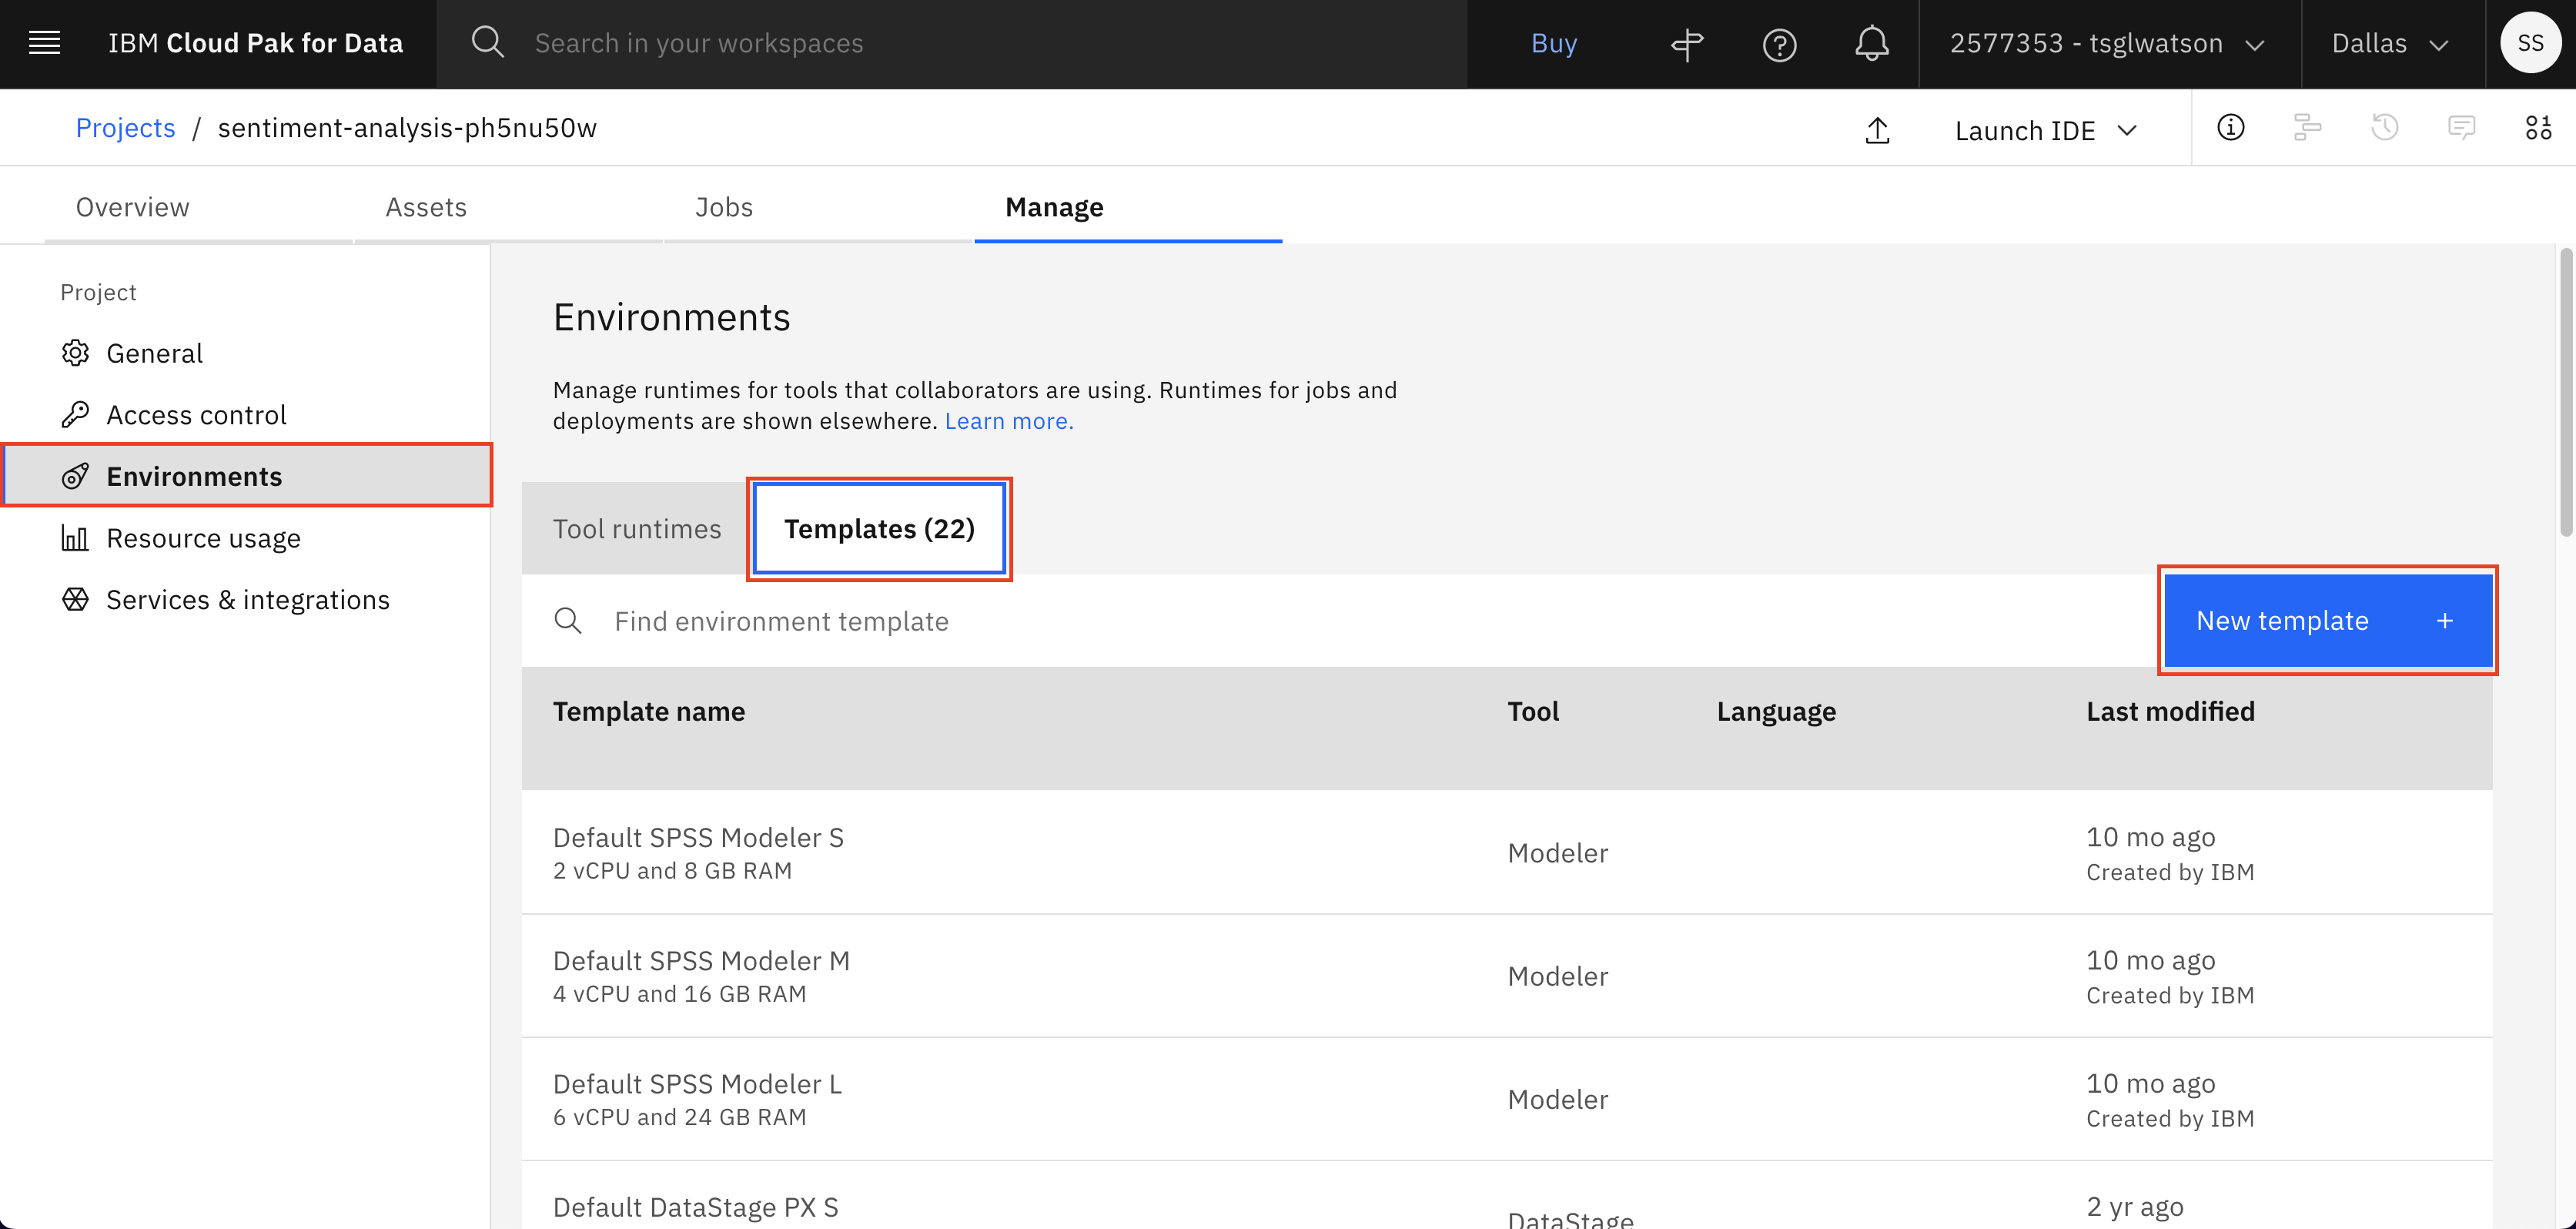 IBM Cloud Pak for Data
Search in your workspaces
Buy
2577353 - tsglwatson
Dallas
SS
Projects / sentiment-analysis-ph5nu50w
Launch IDE
Overview
Assets
Jobs
Manage
Project
General
Access control
Environments
Resource usage
Services & integrations
Environments
Manage runtimes for tools that collaborators are using. Runtimes for jobs and
deployments are shown elsewhere. Learn more.
Tool runtimes
Templates (22)
Find environment template
New template +
Template name
Tool
Language
Last modified
Default SPSS Modeler S
2 vCPU and 8 GB RAM
Modeler
10 mo ago
Created by IBM
Default SPSS Modeler M
4 vCPU and 16 GB RAM
Modeler
10 mo ago
Created by IBM
Default SPSS Modeler L
6 vCPU and 24 GB RAM
Modeler
10 mo ago
Created by IBM
Default DataStage PX S
DataStage
2 yr ago